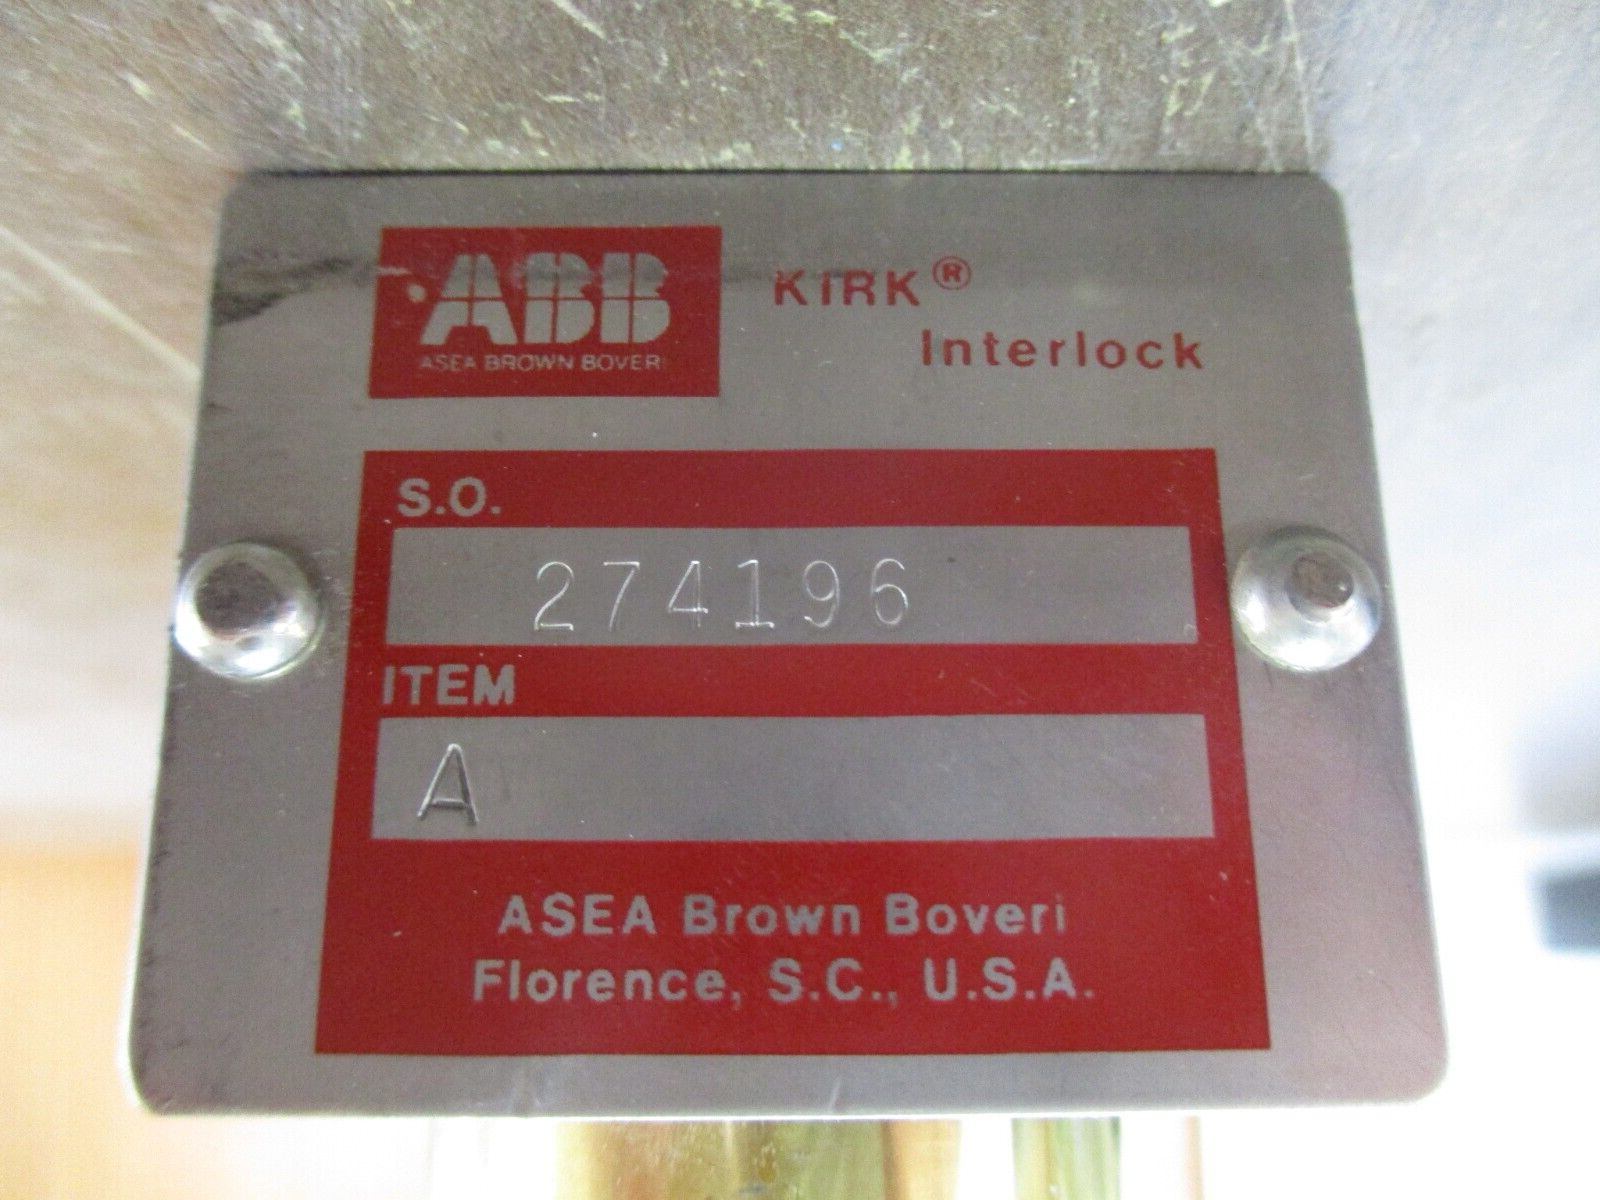 ABB
ASEA BROWN BOVERI
KIRK®
Interlock
S.O.
274196
ITEM
A
ASEA Brown Boveri
Florence, S.C., U.S.A.